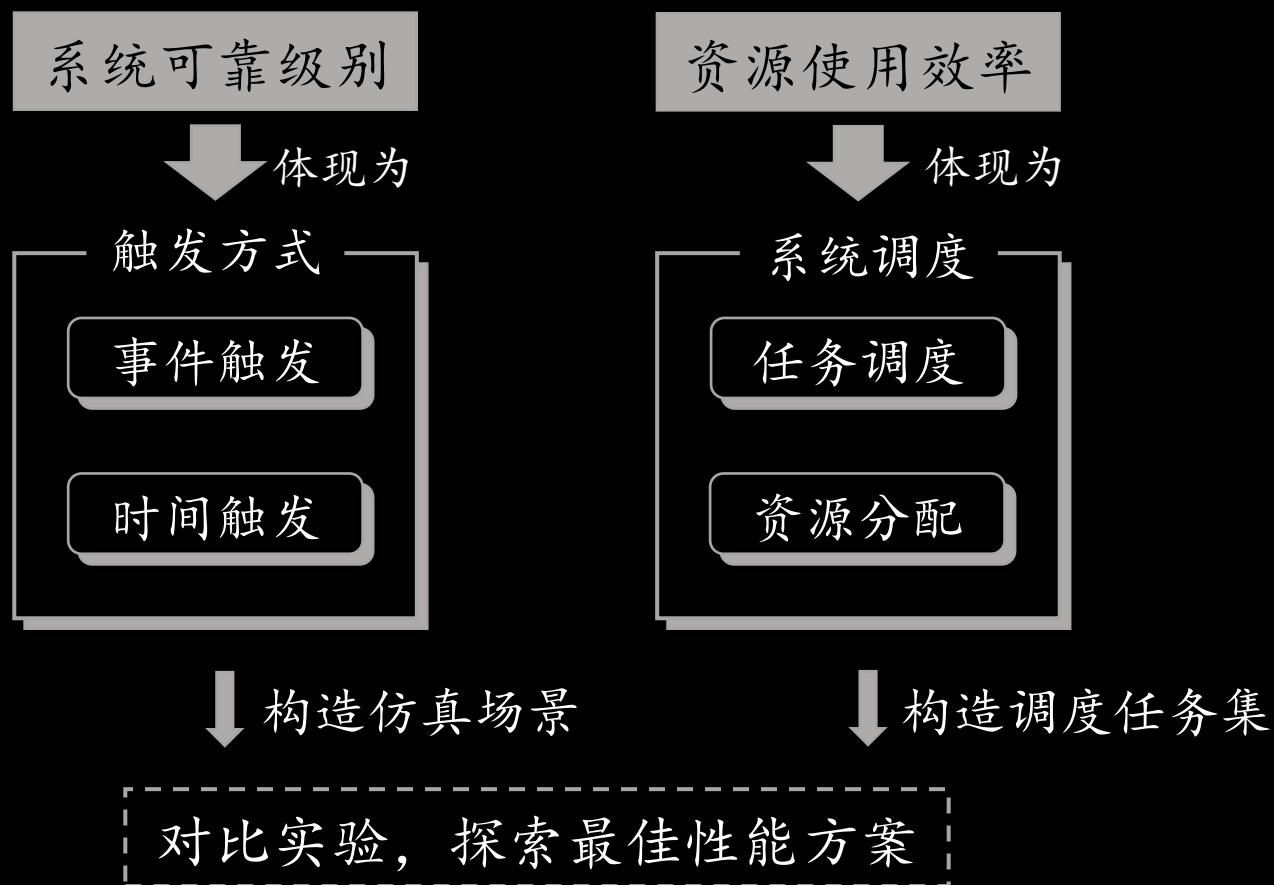 系统可靠级别
体现为
触发方式
事件触发
时间触发
构造仿真场景
资源使用效率
体现为
系统调度
任务调度
资源分配
构造调度任务集
对比实验，探索最佳性能方案